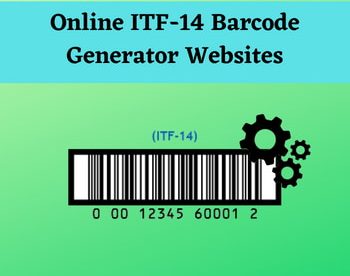 Online ITF-14 Barcode
Generator Websites
(ITF-14)
0 00 12345 60001 2